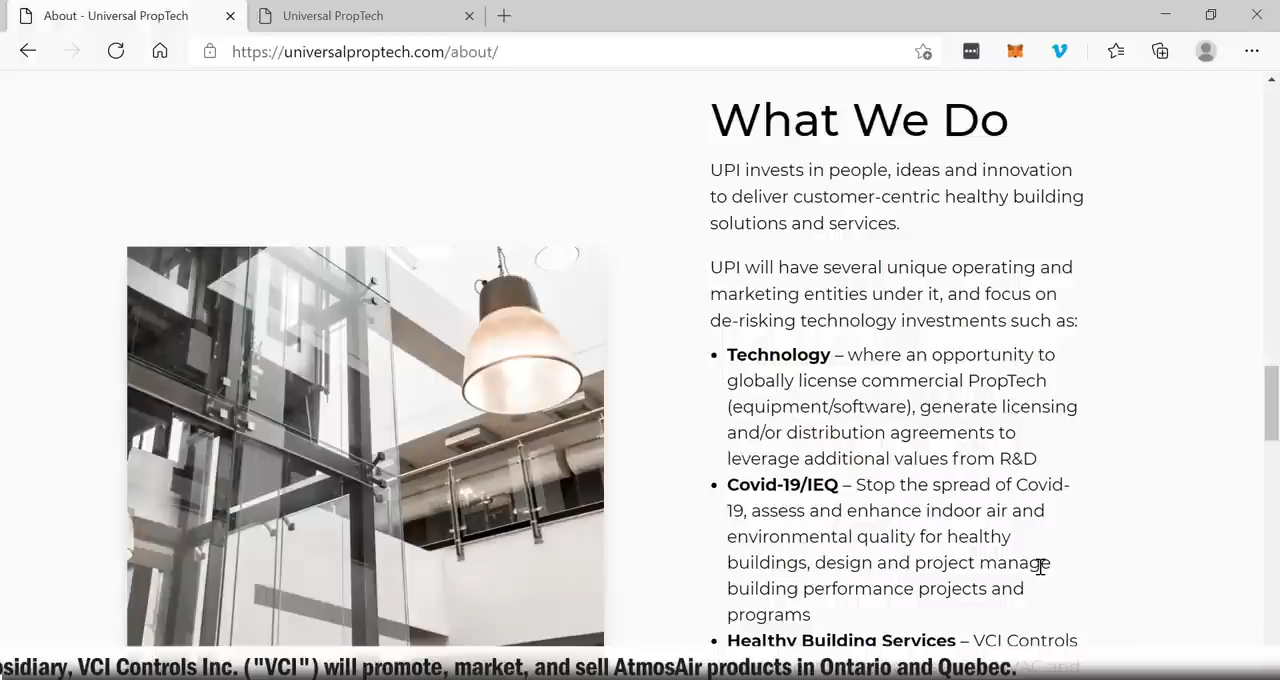 About - Universal PropTech
Universal PropTech
https://universalproptech.com/about/
What We Do
UPI invests in people, ideas and innovation
to deliver customer-centric healthy building
solutions and services.
UPI will have several unique operating and
marketing entities under it, and focus on
de-risking technology investments such as:
• Technology – where an opportunity to
globally license commercial PropTech
(equipment/software), generate licensing
and/or distribution agreements to
leverage additional values from R&D
• Covid-19/IEQ – Stop the spread of Covid-
19, assess and enhance indoor air and
environmental quality for healthy
buildings, design and project manage
building performance projects and
programs
• Healthy Building Services – VCI Controls
sidiary, VCI Controls Inc. ("VCI") will promote, market, and sell AtmosAir products in Ontario and Quebec.